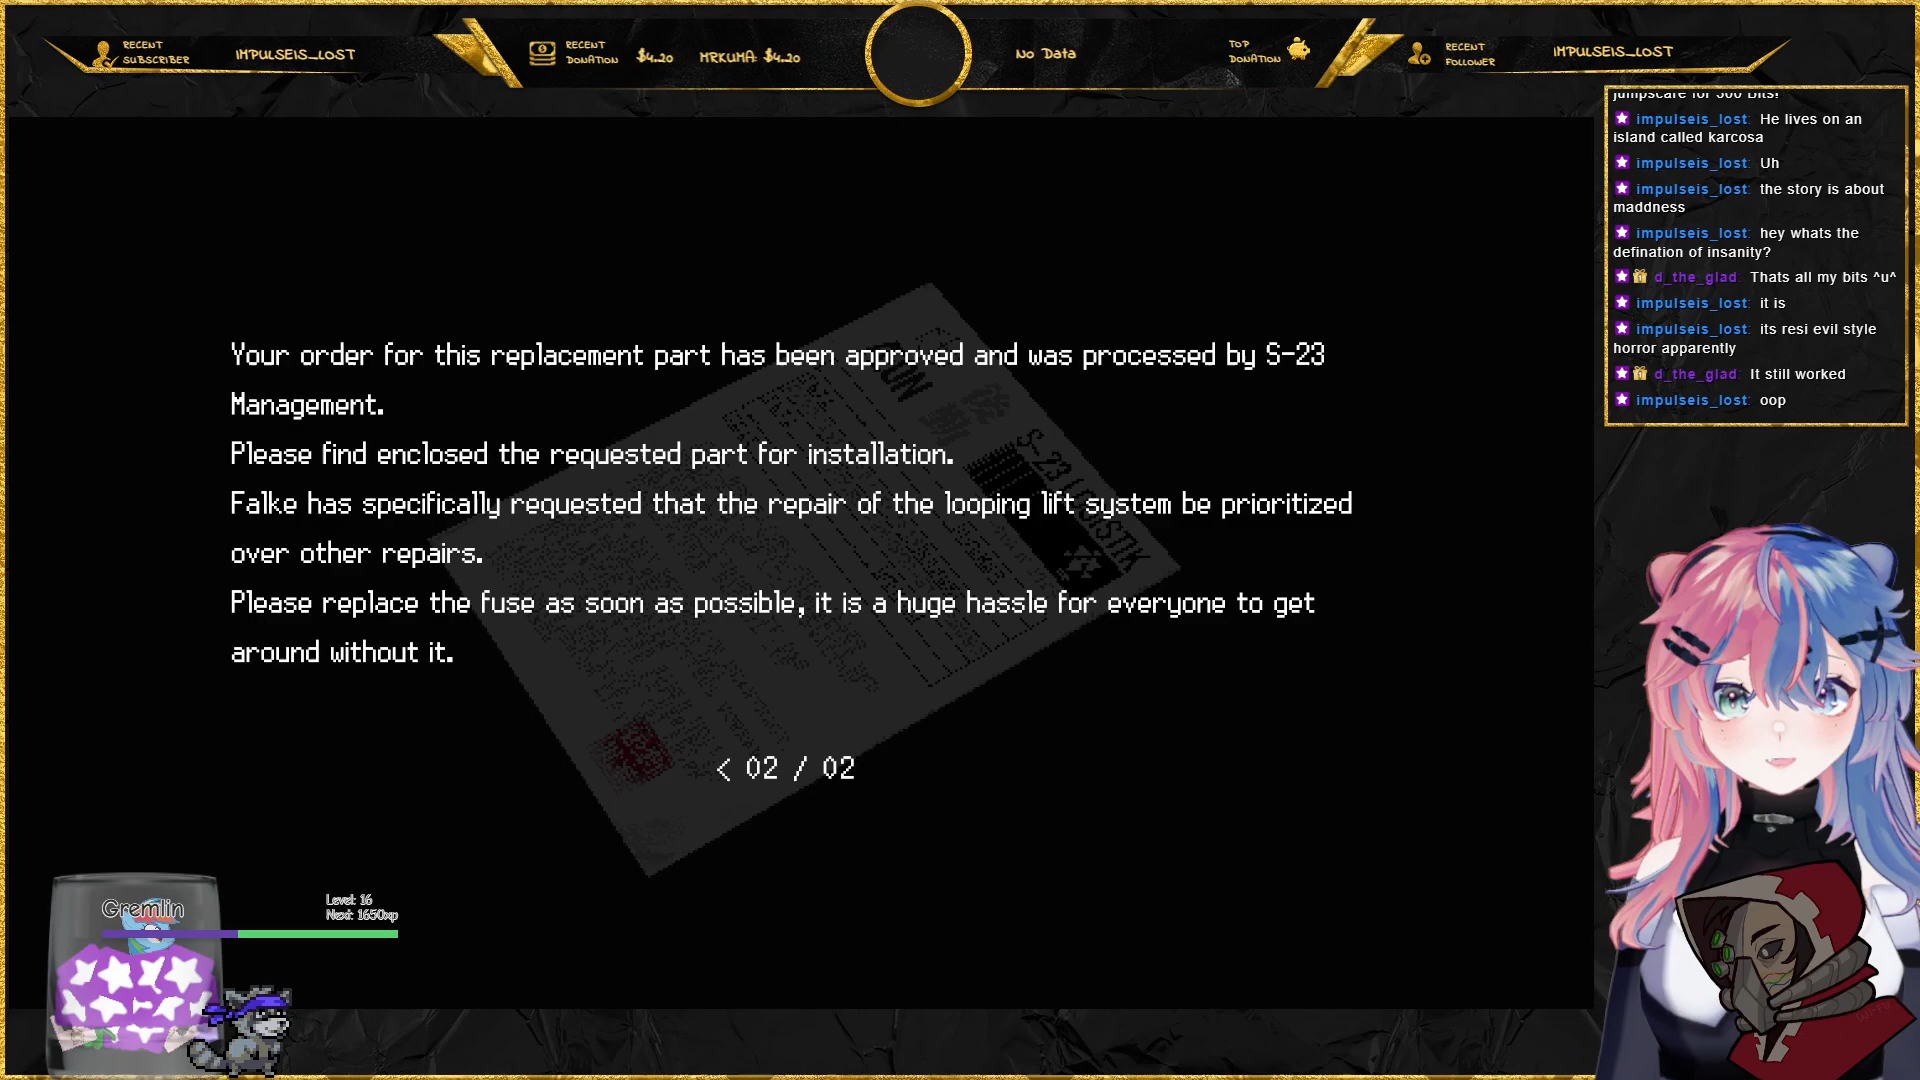 RECENT
SUBSCRIBER
IMPULSEIS_LOST
RECENT
DONATION
$4.20
MRKUMA: $4.20
No Data
TOP
DONATION
RECENT
FOLLOWER
IMPULSEIS_LOST
jumpscare for 300 Bits!
impulseis_lost: He lives on an
island called karcosa
impulseis_lost: Uh
impulseis_lost: the story is about
maddness
impulseis_lost: hey whats the
defination of insanity?
d_the_glad: Thats all my bits ^u^
impulseis_lost: it is
impulseis_lost: its resi evil style
horror apparently
d_the_glad: It still worked
impulseis_lost: oop
Your order for this replacement part has been approved and was processed by S-23
Management.
Please find enclosed the requested part for installation.
Falke has specifically requested that the repair of the looping lift system be prioritized
over other repairs.
Please replace the fuse as soon as possible, it is a huge hassle for everyone to get
around without it.
< 02 / 02
S-23 LOGISTIK
Gremlin
Level: 16
Next: 1650xp